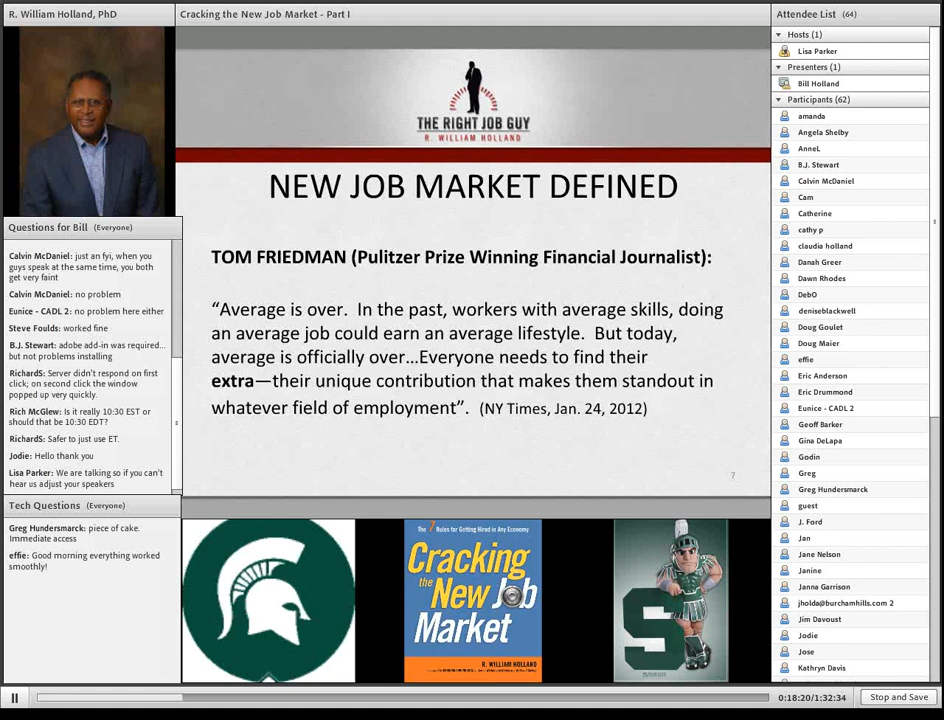 R. William Holland, PhD
Cracking the New Job Market - Part I
Attendee List (64)
Hosts (1)
Lisa Parker
Presenters (1)
Bill Holland
Participants (62)
amanda
Angela Shelby
AnneL
B.J. Stewart
Calvin McDaniel
Cam
Catherine
cathy p
claudia holland
Danah Greer
Dawn Rhodes
DebO
deniseblackwell
Doug Goulet
Doug Maier
effie
Eric Anderson
Eric Drummond
Eunice - CADL 2
Geoff Barker
Gina DeLapa
Godin
Greg
Greg Hundersmarck
guest
J. Ford
Jan
Jane Nelson
Janine
Janna Garrison
jholda@burchamhills.com 2
Jim Davoust
Jodie
Jose
Kathryn Davis
THE RIGHT JOB GUY
R. WILLIAM HOLLAND
NEW JOB MARKET DEFINED
TOM FRIEDMAN (Pulitzer Prize Winning Financial Journalist):
“Average is over. In the past, workers with average skills, doing
an average job could earn an average lifestyle. But today,
average is officially over…Everyone needs to find their
extra—their unique contribution that makes them standout in
whatever field of employment”. (NY Times, Jan. 24, 2012)
7
Questions for Bill (Everyone)
Calvin McDaniel: just an fyi, when you
guys speak at the same time, you both
get very faint
Calvin McDaniel: no problem
Eunice - CADL 2: no problem here either
Steve Foulds: worked fine
B.J. Stewart: adobe add-in was required...
but not problems installing
RichardS: Server didn't respond on first
click; on second click the window
popped up very quickly.
Rich McGlew: Is it really 10:30 EST or
should that be 10:30 EDT?
RichardS: Safer to just use ET.
Jodie: Hello thank you
Lisa Parker: We are talking so if you can't
hear us adjust your speakers
Tech Questions (Everyone)
Greg Hundersmarck: piece of cake.
Immediate access
effie: Good morning everything worked
smoothly!
The 7 Rules for Getting Hired in Any Economy
Cracking
the New Job
Market
R. WILLIAM HOLLAND
S
0:18:20/1:32:34
Stop and Save